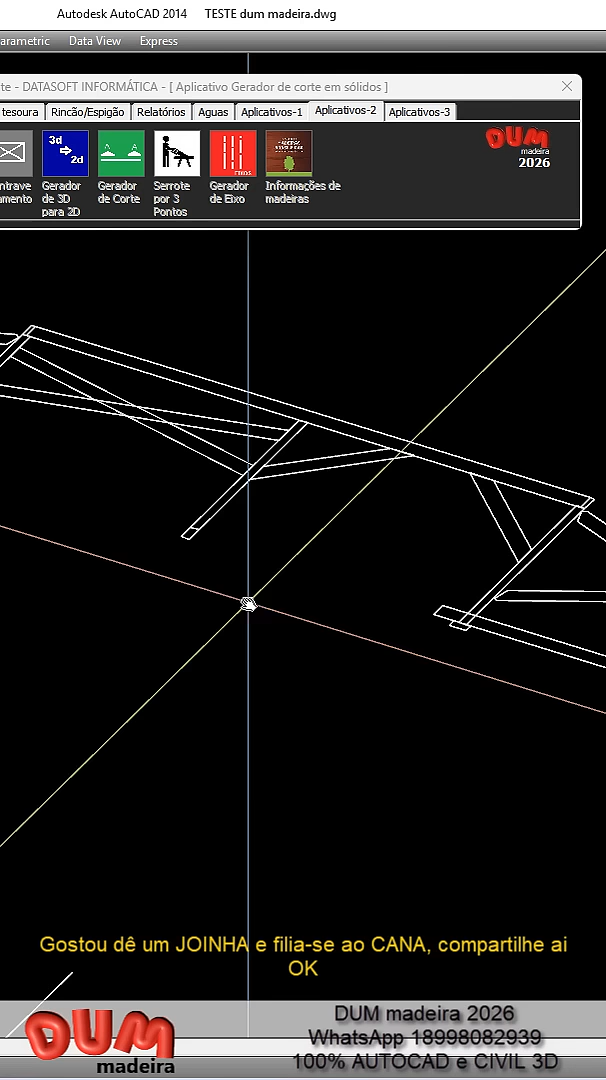 Autodesk AutoCAD 2014 TESTE dum madeira.dwg
arametric Data View Express
te - DATASOFT INFORMÁTICA - [ Aplicativo Gerador de corte em sólidos ]
tesoura Rincão/Espigão Relatórios Aguas Aplicativos-1 Aplicativos-2 Aplicativos-3
3d
2d
EIXOS
ntrave
amento
Gerador
de 3D
para 2D
Gerador
de Corte
Serrote
por 3
Pontos
Gerador
de Eixo
Informações de
madeiras
DUM
madeira
2026
Gostou dê um JOINHA e filia-se ao CANA, compartilhe ai
OK
DUM
madeira
DUM madeira 2026
WhatsApp 18998082939
100% AUTOCAD e CIVIL 3D